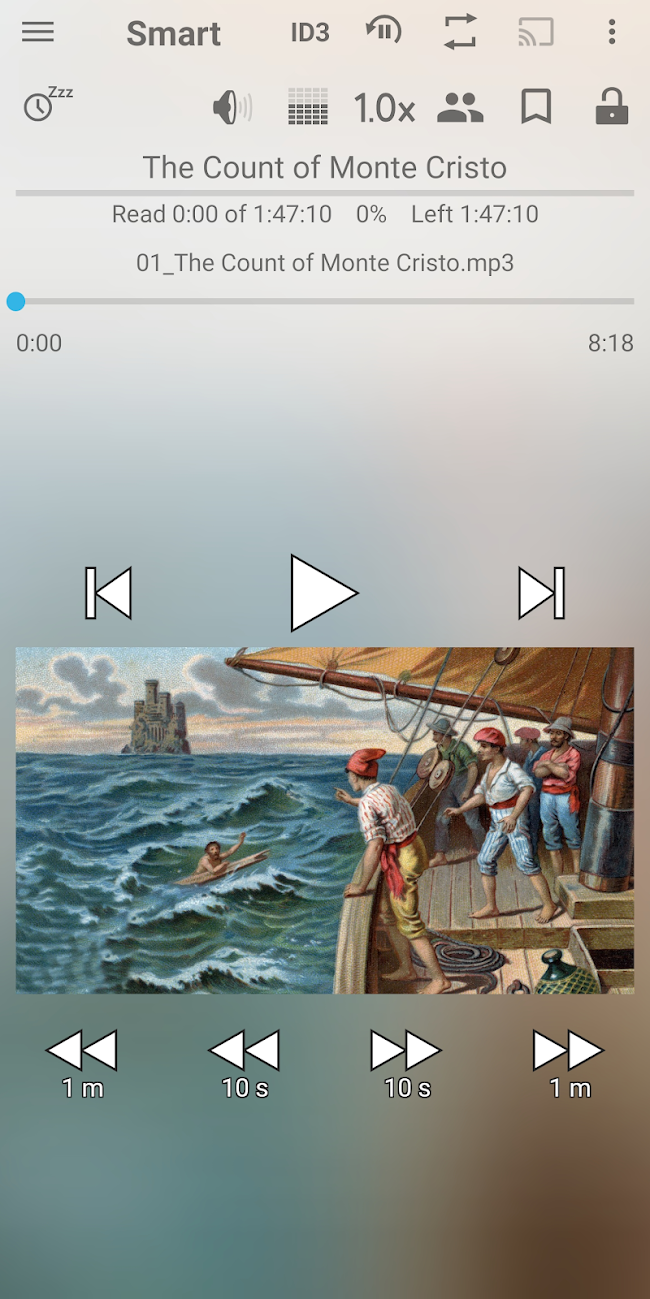 Smart ID3
Zzz 1.0x
The Count of Monte Cristo
Read 0:00 of 1:47:10 0% Left 1:47:10
01_The Count of Monte Cristo.mp3
0:00 8:18
1 m 10 s 10 s 1 m